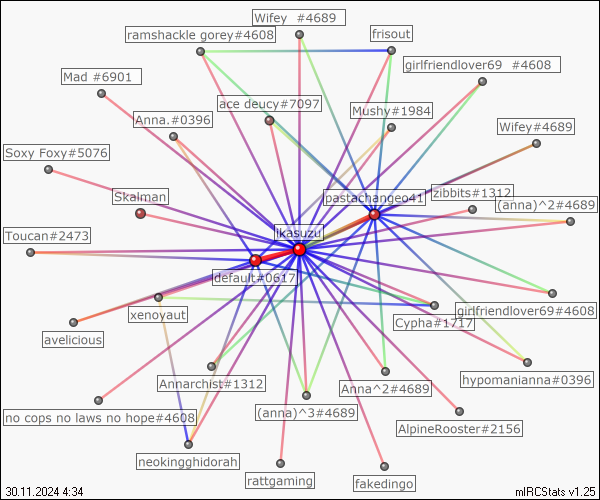 Wifey  #4689
ramshackle gorey#4608
frisout
girlfriendlover69  #4608
Mad #6901
ace deucy#7097
Mushy#1984
Anna.#0396
Wifey#4689
Soxy Foxy#5076
Skaiman
pastachangeo41
zibbits#1312
(anna)^2#4689
Toucan#2473
ikasuzu
default#0617
xenoyaut
Cypha#1717
girlfriendlover69#4608
avelicious
Annarchist#1312
Anna^2#4689
hypomanianna#0396
no cops no laws no hope#4608
(anna)^3#4689
AlpineRooster#2156
neokingghidorah
rattgaming
fakedingo
30.11.2024 4:34
mIRCStats v1.25